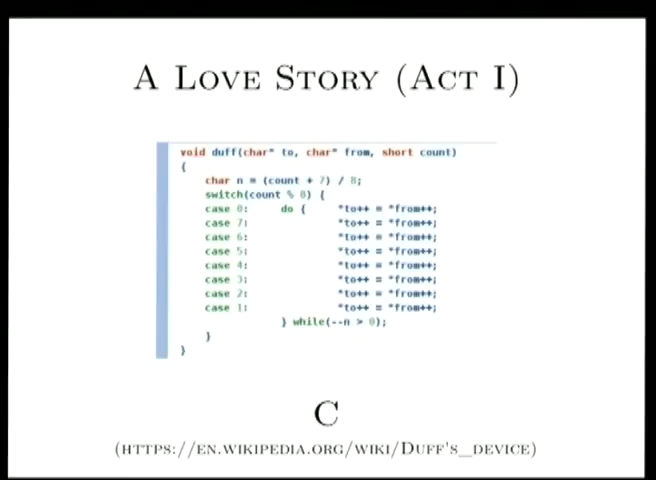 A LOVE STORY (ACT I)
void duff(char* to, char* from, short count)
{
char n = (count + 7) / 8;
switch(count % 8) {
case 0: do { *to++ = *from++;
case 7: *to++ = *from++;
case 6: *to++ = *from++;
case 5: *to++ = *from++;
case 4: *to++ = *from++;
case 3: *to++ = *from++;
case 2: *to++ = *from++;
case 1: *to++ = *from++;
} while(--n > 0);
}
}
C
(HTTPS://EN.WIKIPEDIA.ORG/WIKI/DUFF'S_DEVICE)